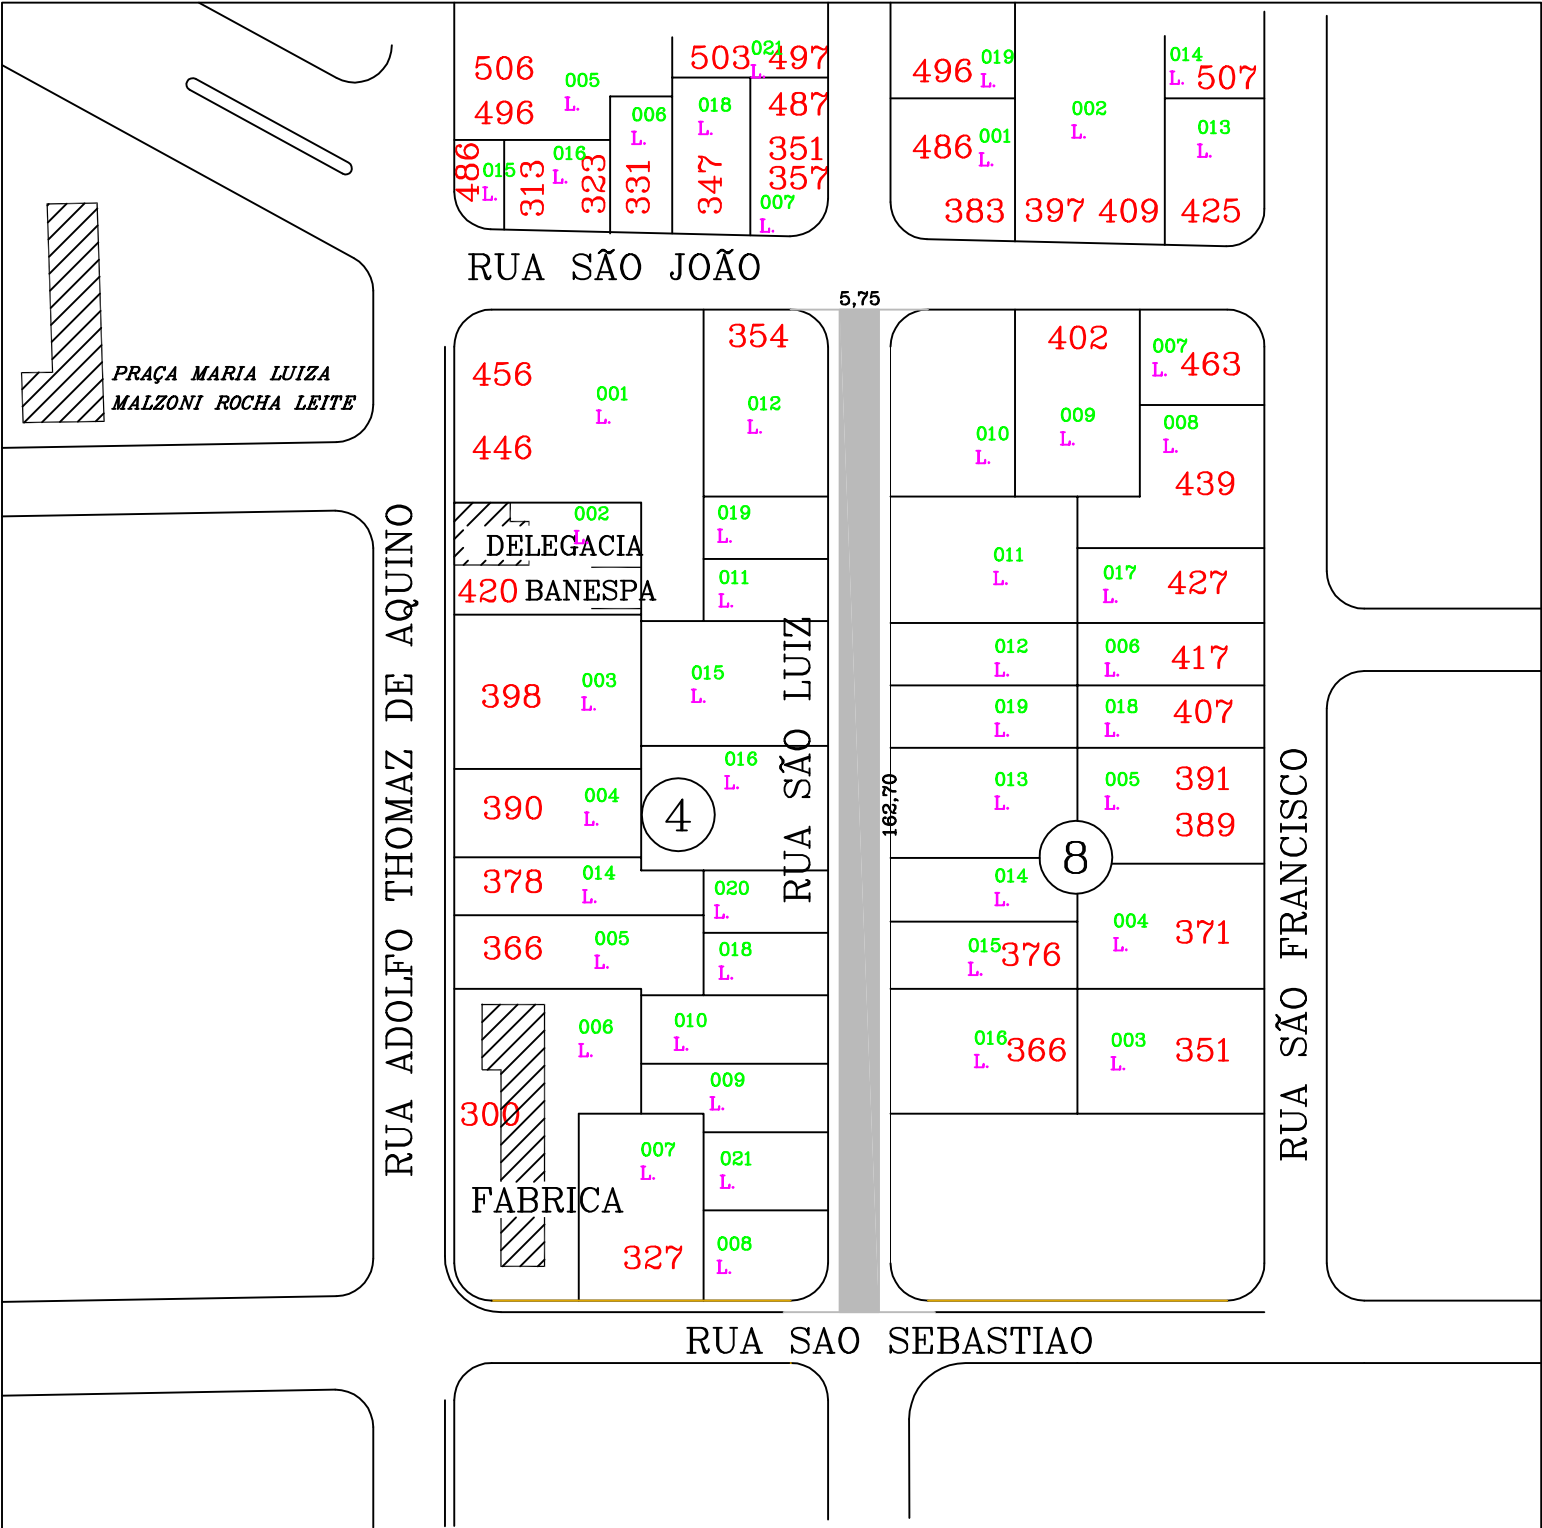 506
005
L.
496
503
021
L.
497
006
L.
018
L.
487
351
357
007
L.
486
015
L.
313
016
L.
323
331
347
496
019
L.
002
L.
014
L.
507
486
001
L.
013
L.
383
397
409
425
RUA SÃO JOÃO
5,75
PRAÇA MARIA LUIZA
MALZONI ROCHA LEITE
456
001
L.
446
354
012
L.
002
L.
DELEGACIA
420
BANESPA
019
L.
011
L.
398
003
L.
015
L.
390
004
L.
4
016
L.
378
014
L.
020
L.
366
005
L.
018
L.
006
L.
300
FABRICA
010
L.
009
L.
007
L.
327
021
L.
008
L.
RUA ADOLFO THOMAZ DE AQUINO
RUA SÃO LUIZ
162,70
402
009
L.
010
L.
007
L.
463
008
L.
439
011
L.
017
L.
427
012
L.
006
L.
417
019
L.
018
L.
407
013
L.
005
L.
391
389
8
014
L.
004
L.
371
015
L.
376
016
L.
366
003
L.
351
RUA SÃO FRANCISCO
RUA SAO SEBASTIAO